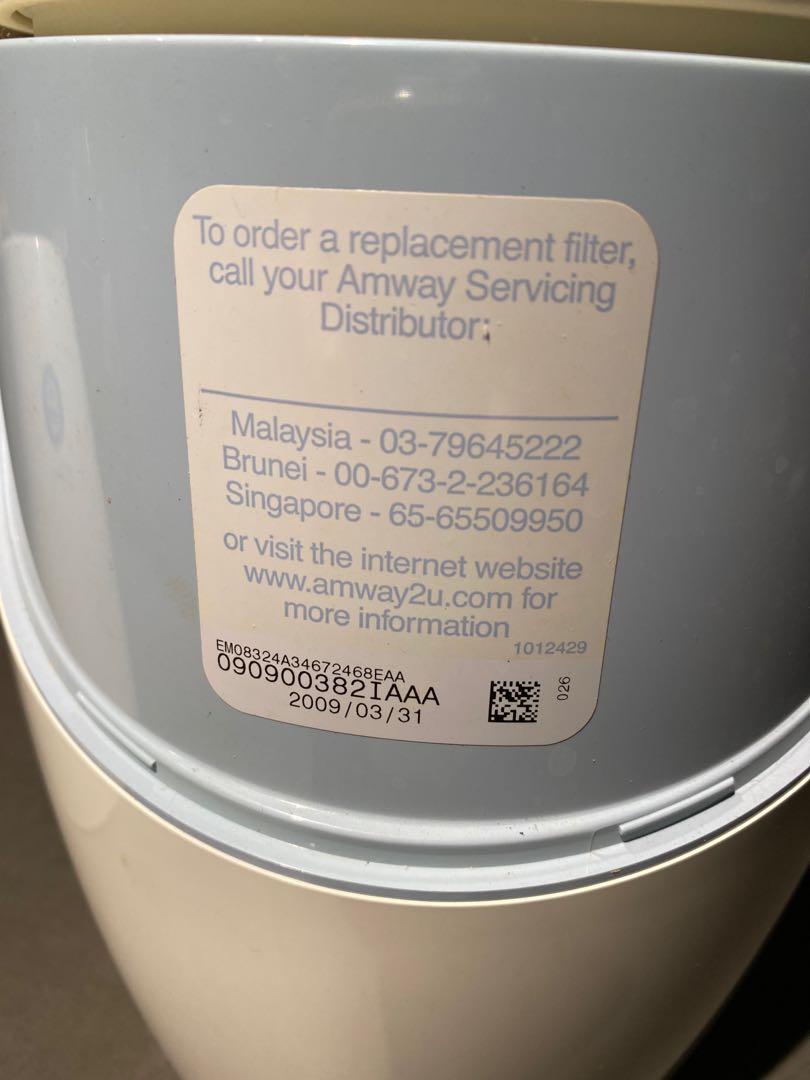 To order a replacement filter,
call your Amway Servicing
Distributor:
Malaysia - 03-79645222
Brunei - 00-673-2-236164
Singapore - 65-65509950
or visit the internet website
www.amway2u.com for
more information
1012429
EM08324A34672468EAA
090900382IAAA
2009/03/31
026